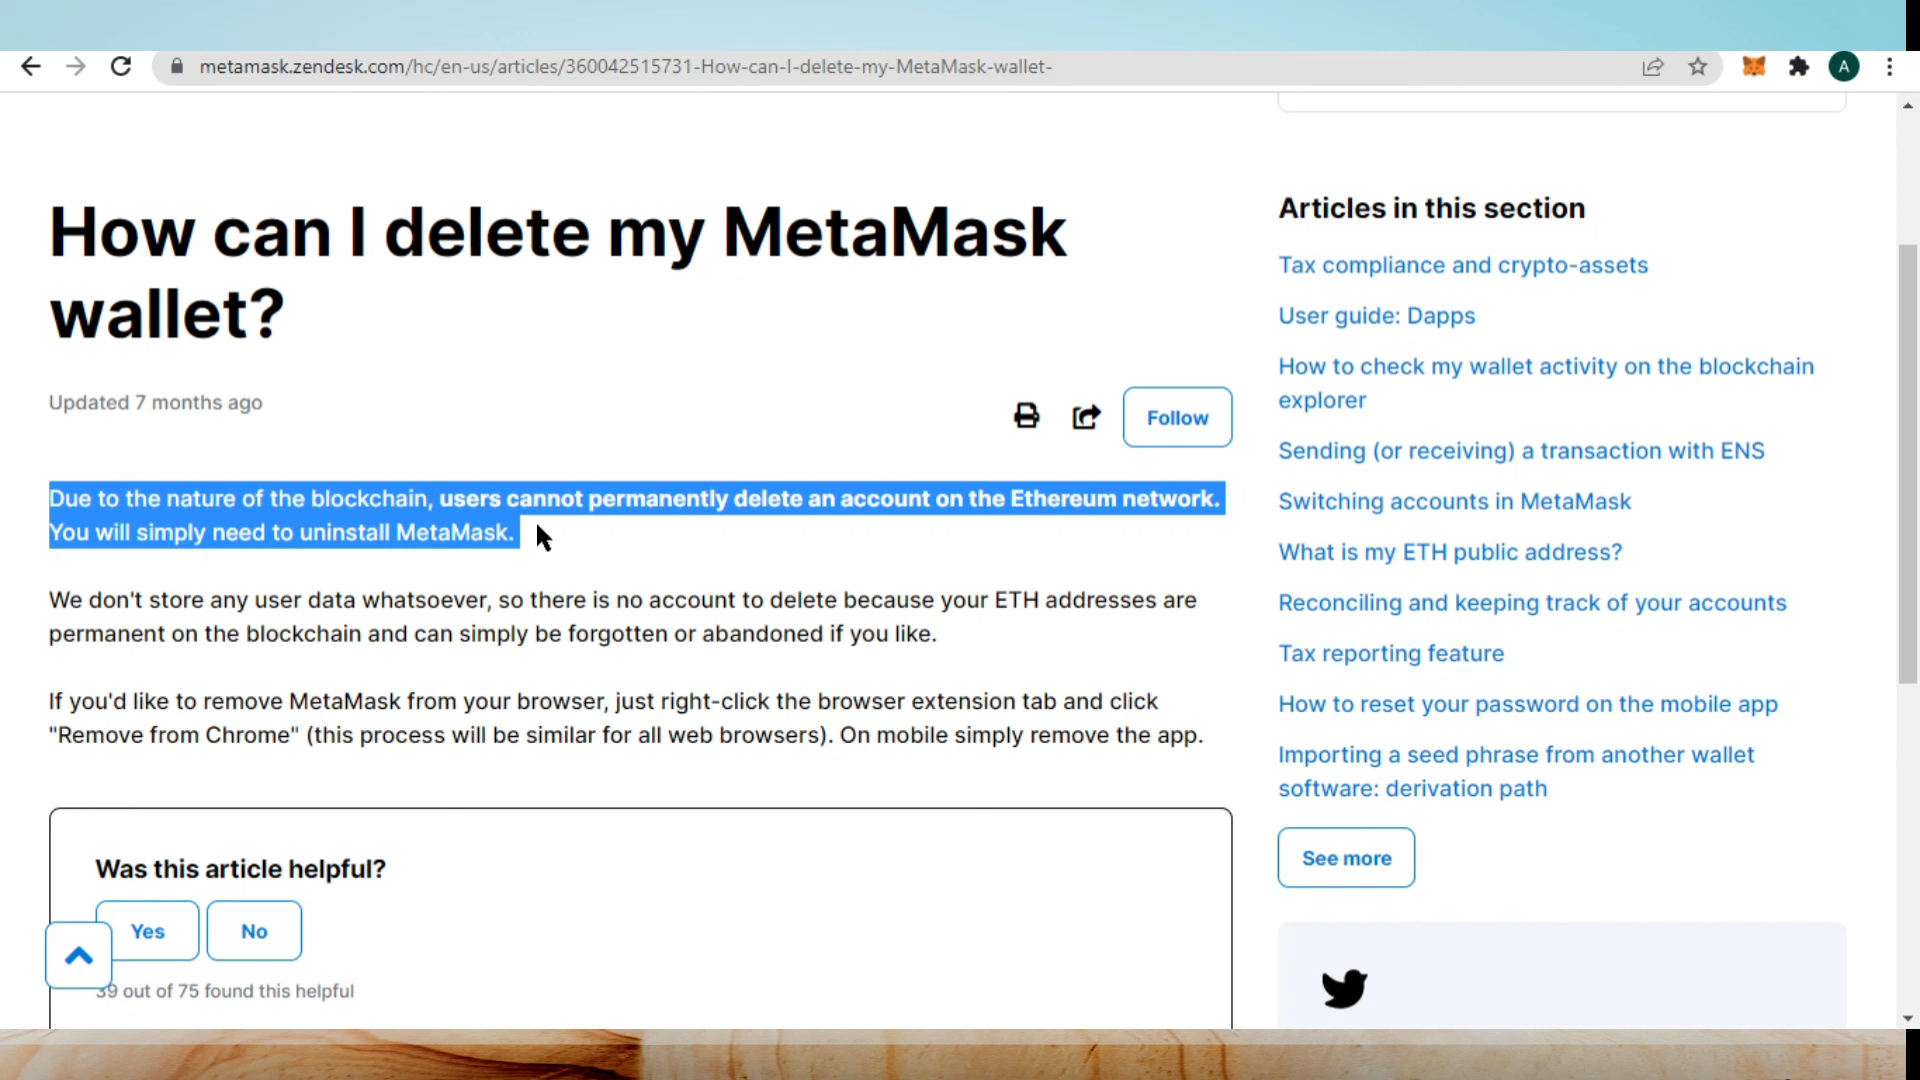 metamask.zendesk.com/hc/en-us/articles/360042515731-How-can-I-delete-my-MetaMask-wallet-
A
How can I delete my MetaMask
wallet?
Updated 7 months ago
Follow
Due to the nature of the blockchain, users cannot permanently delete an account on the Ethereum network.
You will simply need to uninstall MetaMask.
We don't store any user data whatsoever, so there is no account to delete because your ETH addresses are
permanent on the blockchain and can simply be forgotten or abandoned if you like.
If you'd like to remove MetaMask from your browser, just right-click the browser extension tab and click
"Remove from Chrome" (this process will be similar for all web browsers). On mobile simply remove the app.
Was this article helpful?
Yes
No
39 out of 75 found this helpful
Articles in this section
Tax compliance and crypto-assets
User guide: Dapps
How to check my wallet activity on the blockchain
explorer
Sending (or receiving) a transaction with ENS
Switching accounts in MetaMask
What is my ETH public address?
Reconciling and keeping track of your accounts
Tax reporting feature
How to reset your password on the mobile app
Importing a seed phrase from another wallet
software: derivation path
See more